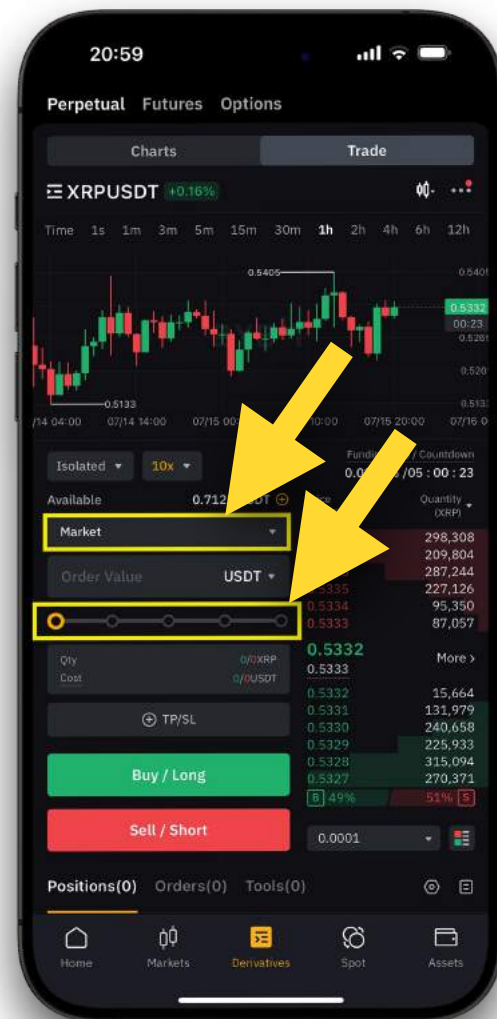 20:59
Perpetual Futures Options
Charts Trade
XRPUSDT +0.16%
Time 1s 1m 3m 5m 15m 30m 1h 2h 4h 6h 12h
0.5405
0.5332
00:23
0.5133
07/14 14:00 07/15 20:00
Isolated 10x
/ Countdown
/05 : 00 : 23
Available
Quantity
(XRP)
Market
298,308
209,804
Order Value USDT
287,244
0.5335 227,126
0.5334 95,350
0.5333 87,057
0.5332
0.5333
More
Qty 0/0XRP
Cost 0/0USDT
0.5332 15,664
0.5331 131,979
TP/SL
0.5330 240,658
0.5329 225,933
Buy / Long
0.5328 315,094
0.5327 270,371
B 49% 51% S
Sell / Short
0.0001
Positions(0) Orders(0) Tools(0)
Home Markets Derivatives Spot Assets